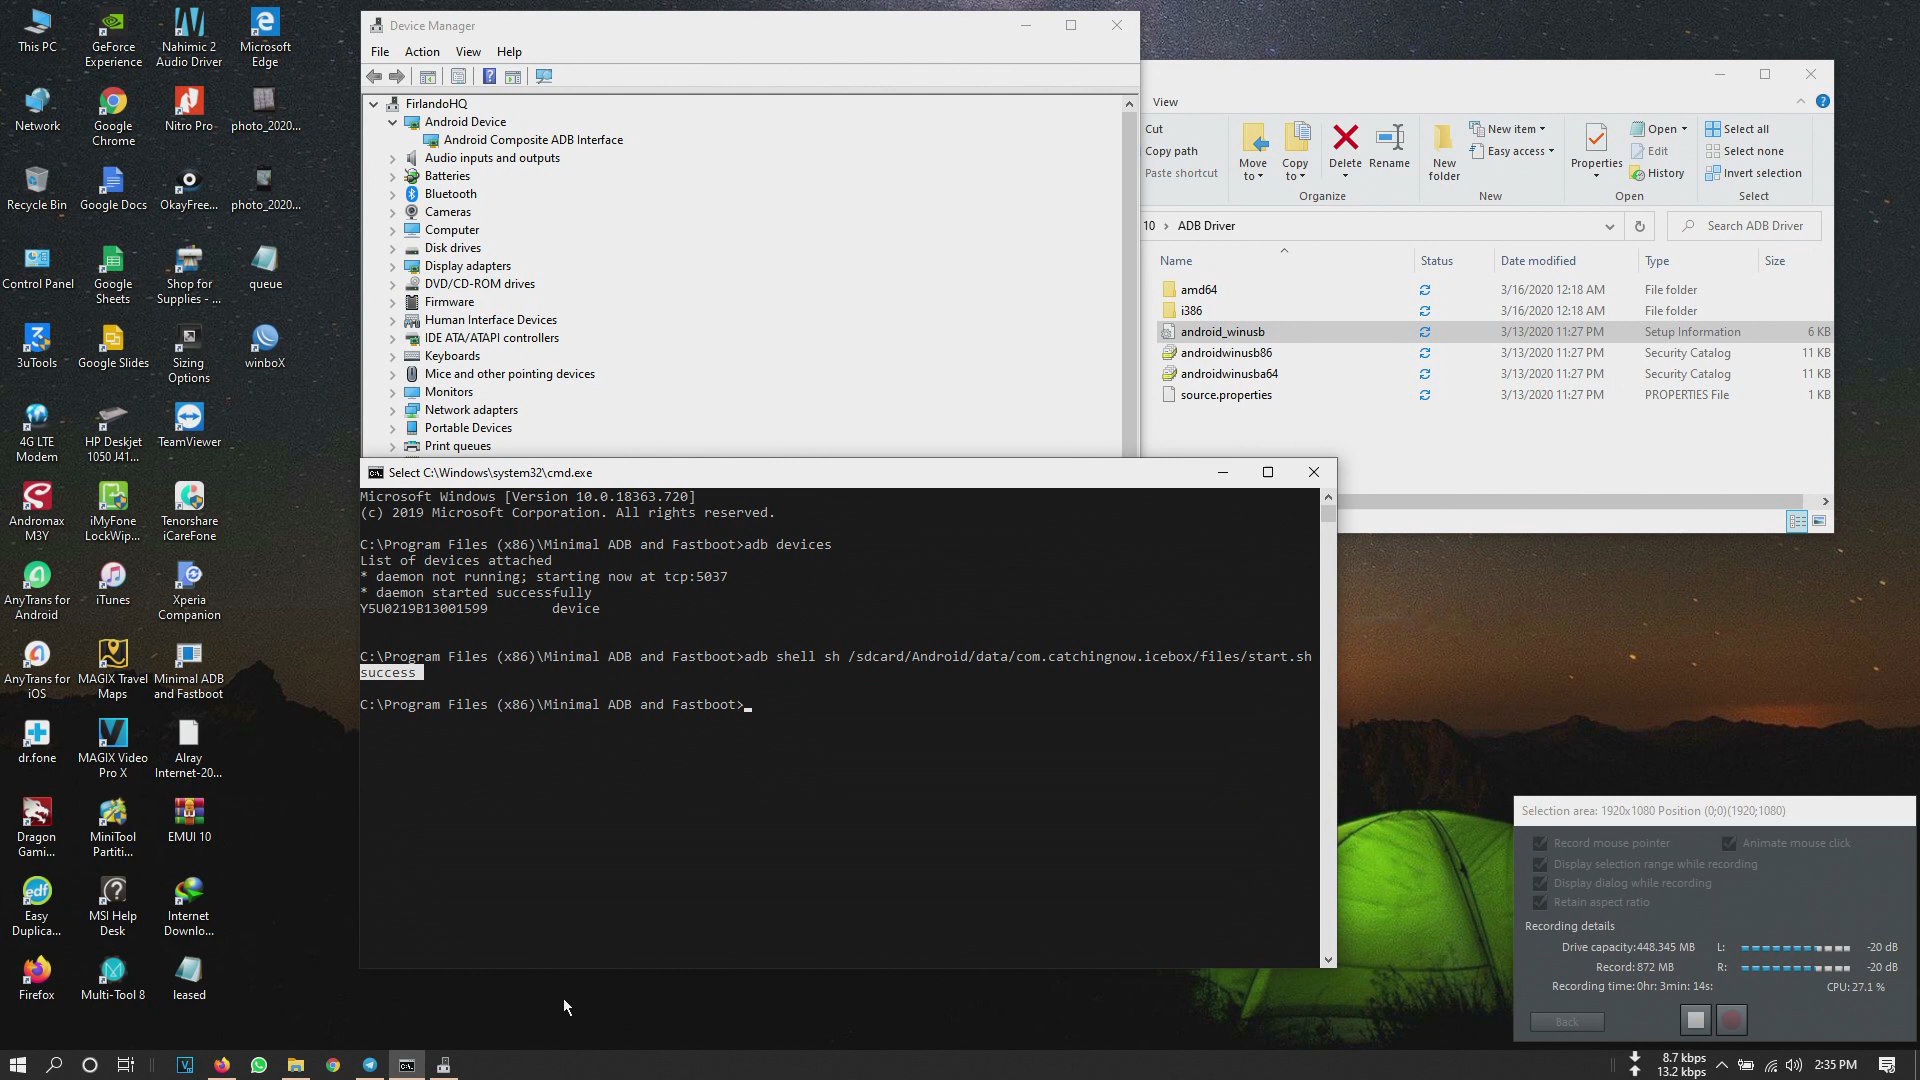 This PC
GeForce
Experience
Nahimic 2
Audio Driver
Microsoft
Edge
Network
Google
Chrome
Nitro Pro
photo_2020...
Recycle Bin
Google Docs
OkayFree...
photo_2020...
Control Panel
Google
Sheets
Shop for
Supplies - ...
queue
3uTools
Google Slides
Sizing
Options
winboX
4G LTE
Modem
HP Deskjet
1050 J41...
TeamViewer
Andromax
M3Y
iMyFone
LockWip...
Tenorshare
iCareFone
AnyTrans for
Android
iTunes
Xperia
Companion
AnyTrans for
iOS
MAGIX Travel
Maps
Minimal ADB
and Fastboot
dr.fone
MAGIX Video
Pro X
Alray
Internet-20...
Dragon
Gami...
MiniTool
Partiti...
EMUI 10
Easy
Duplica...
MSI Help
Desk
Internet
Downlo...
Firefox
Multi-Tool 8
leased
Device Manager
File Action View Help
FirlandoHQ
Android Device
Android Composite ADB Interface
Audio inputs and outputs
Batteries
Bluetooth
Cameras
Computer
Disk drives
Display adapters
DVD/CD-ROM drives
Firmware
Human Interface Devices
IDE ATA/ATAPI controllers
Keyboards
Mice and other pointing devices
Monitors
Network adapters
Portable Devices
Print queues
View
Cut
Copy path
Paste shortcut
Move
to
Copy
to
Delete
Rename
Organize
New
folder
New item
Easy access
New
Properties
Open
Edit
History
Open
Select all
Select none
Invert selection
Select
10 > ADB Driver
Search ADB Driver
Name Status Date modified Type Size
amd64 3/16/2020 12:18 AM File folder
i386 3/16/2020 12:18 AM File folder
android_winusb 3/13/2020 11:27 PM Setup Information 6 KB
androidwinusb86 3/13/2020 11:27 PM Security Catalog 11 KB
androidwinusba64 3/13/2020 11:27 PM Security Catalog 11 KB
source.properties 3/13/2020 11:27 PM PROPERTIES File 1 KB
Select C:\Windows\system32\cmd.exe
Microsoft Windows [Version 10.0.18363.720]
(c) 2019 Microsoft Corporation. All rights reserved.
C:\Program Files (x86)\Minimal ADB and Fastboot>adb devices
List of devices attached
* daemon not running; starting now at tcp:5037
* daemon started successfully
Y5U0219B13001599 device
C:\Program Files (x86)\Minimal ADB and Fastboot>adb shell sh /sdcard/Android/data/com.catchingnow.icebox/files/start.sh
success
C:\Program Files (x86)\Minimal ADB and Fastboot>
Selection area: 1920x1080 Position (0;0)(1920;1080)
Record mouse pointer Animate mouse click
Display selection range while recording
Display dialog while recording
Retain aspect ratio
Recording details
Drive capacity:448.345 MB L: -20 dB
Record:872 MB R: -20 dB
Recording time:0hr; 3min; 14s: CPU: 27.1 %
Back
8.7 kbps
13.2 kbps
2:35 PM